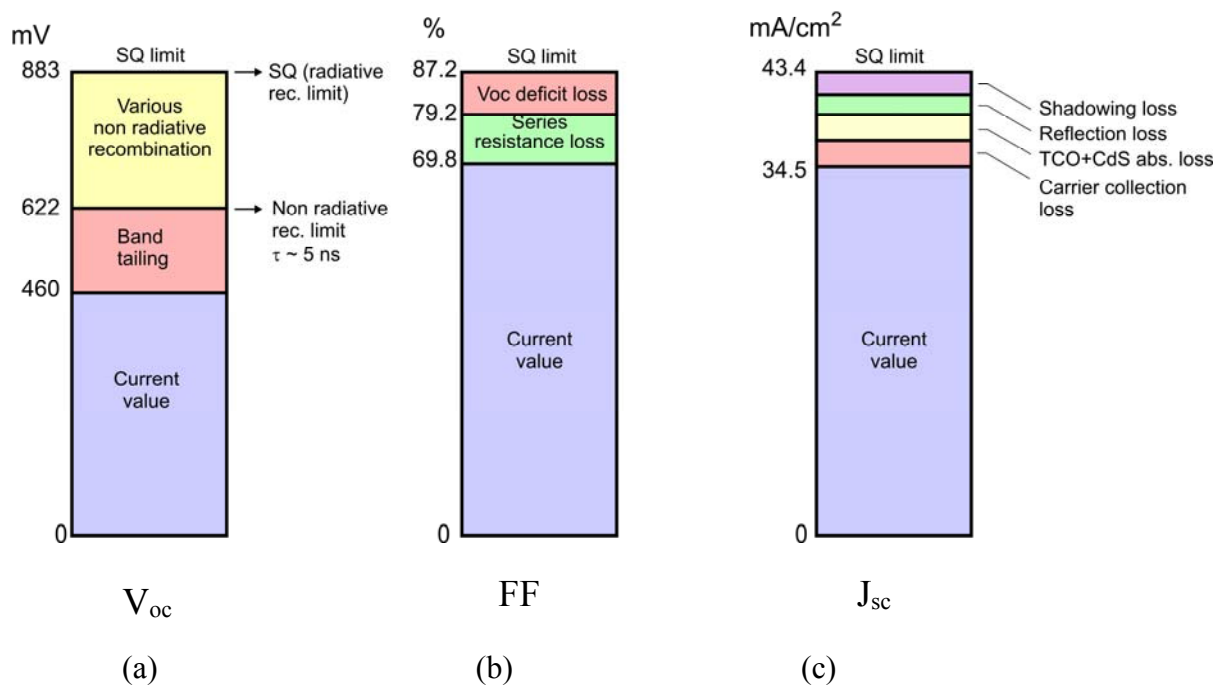 mV
SQ limit
883
SQ (radiative
rec. limit)
Various
non radiative
recombination
622
Non radiative
rec. limit
τ ~ 5 ns
Band
tailing
460
Current
value
0
V_oc
(a)
%
SQ limit
87.2
Voc deficit loss
79.2
Series
resistance loss
69.8
Current
value
0
FF
(b)
mA/cm²
SQ limit
43.4
Shadowing loss
Reflection loss
TCO+CdS abs. loss
Carrier collection
loss
34.5
Current
value
0
J_sc
(c)